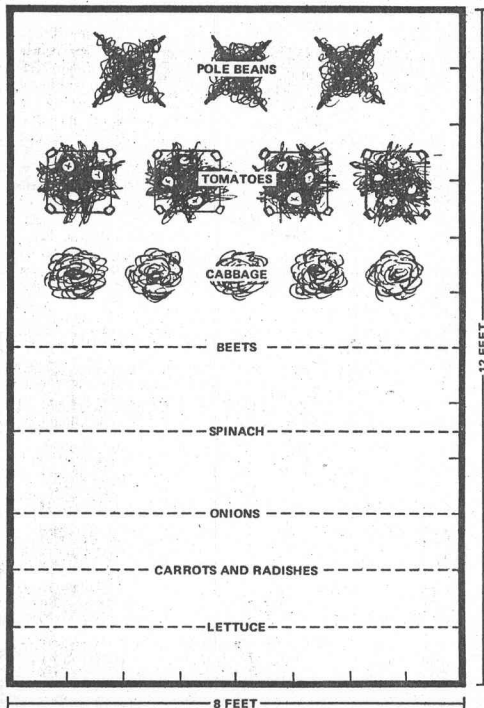 POLE BEANS
TOMATOES
CABBAGE
BEETS
SPINACH
ONIONS
CARROTS AND RADISHES
LETTUCE
12 FEET
8 FEET